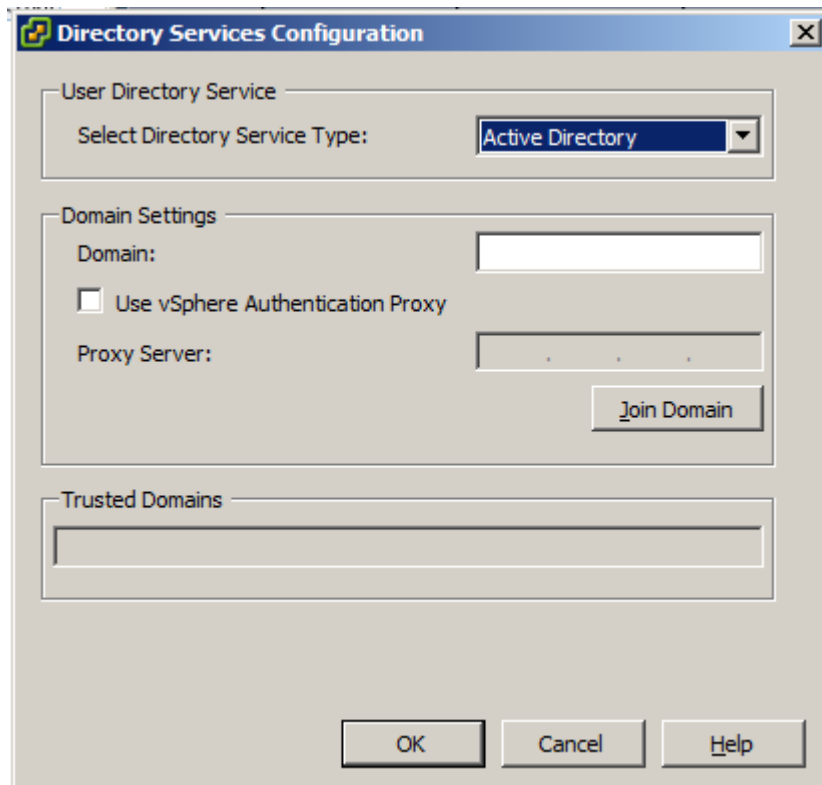 Directory Services Configuration
User Directory Service
Select Directory Service Type:
Active Directory
Domain Settings
Domain:
Use vSphere Authentication Proxy
Proxy Server:
. . .
Join Domain
Trusted Domains
OK
Cancel
Help